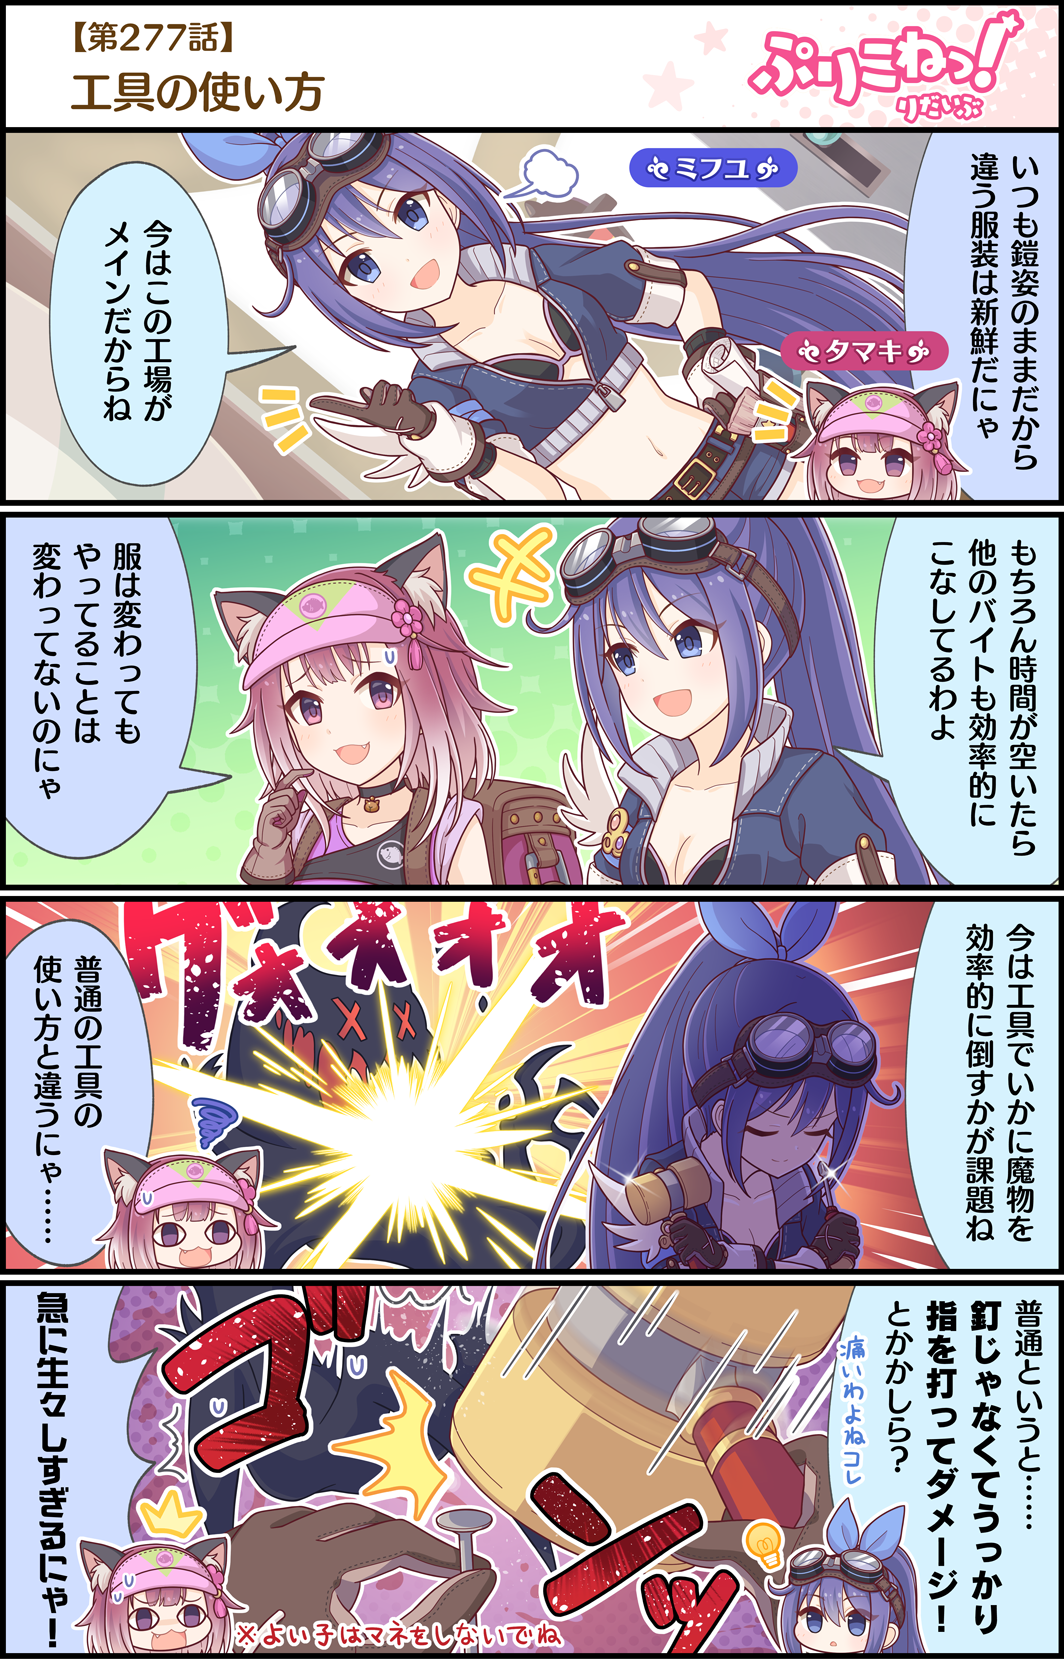 【第277話】
工具の使い方
ぷりこねっ!
りだいぶ
ミフユ
いつも鎧姿のままだから
違う服装は新鮮だにゃ
タマキ
今はこの工場が
メインだからね
もちろん時間が空いたら
他のバイトも効率的に
こなしてるわよ
服は変わっても
やってることは
変わってないのにゃ
今は工具でいかに魔物を
効率的に倒すかが課題ね
グオオオオ
普通の工具の
使い方と違うにゃ……
普通というと……
釘じゃなくてうっかり
指を打ってダメージ!
とかかしら?
痛いわよねコレ
ゴンッ
急に生々しすぎるにゃ!
※よい子はマネをしないでね